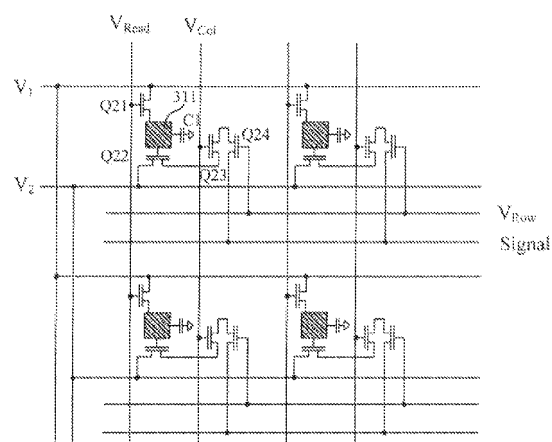 V_Read V_Col
V_1
Q21 311
C1
Q24
Q22
Q23
V_2
V_Row
Signal